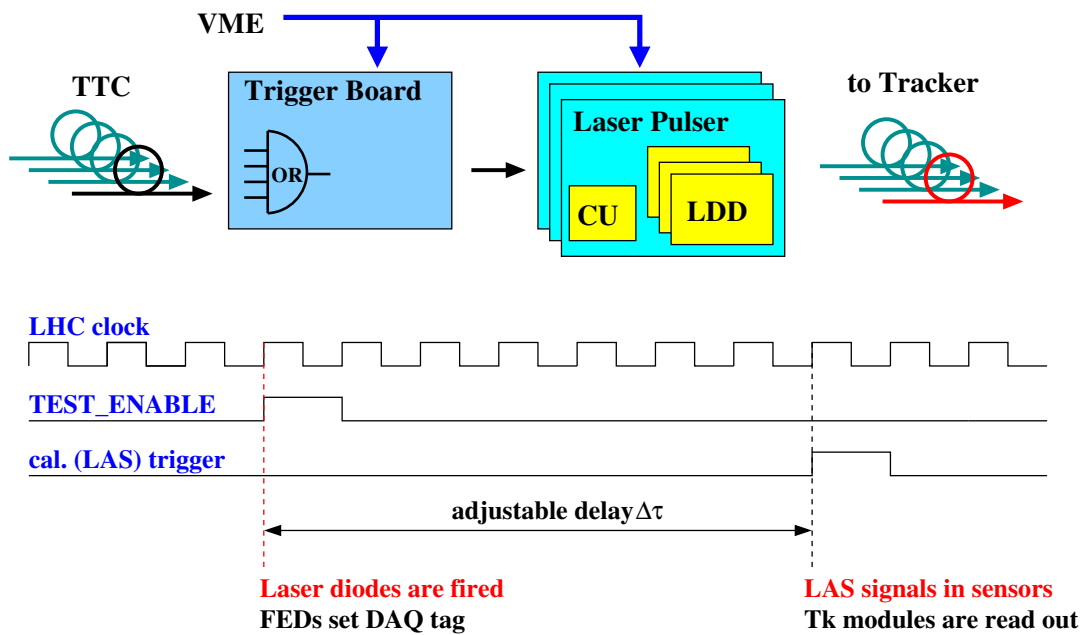 VME
TTC
Trigger Board
OR
Laser Pulser
CU
LDD
to Tracker
LHC clock
TEST_ENABLE
cal. (LAS) trigger
adjustable delay Δτ
Laser diodes are fired
FEDs set DAQ tag
LAS signals in sensors
Tk modules are read out